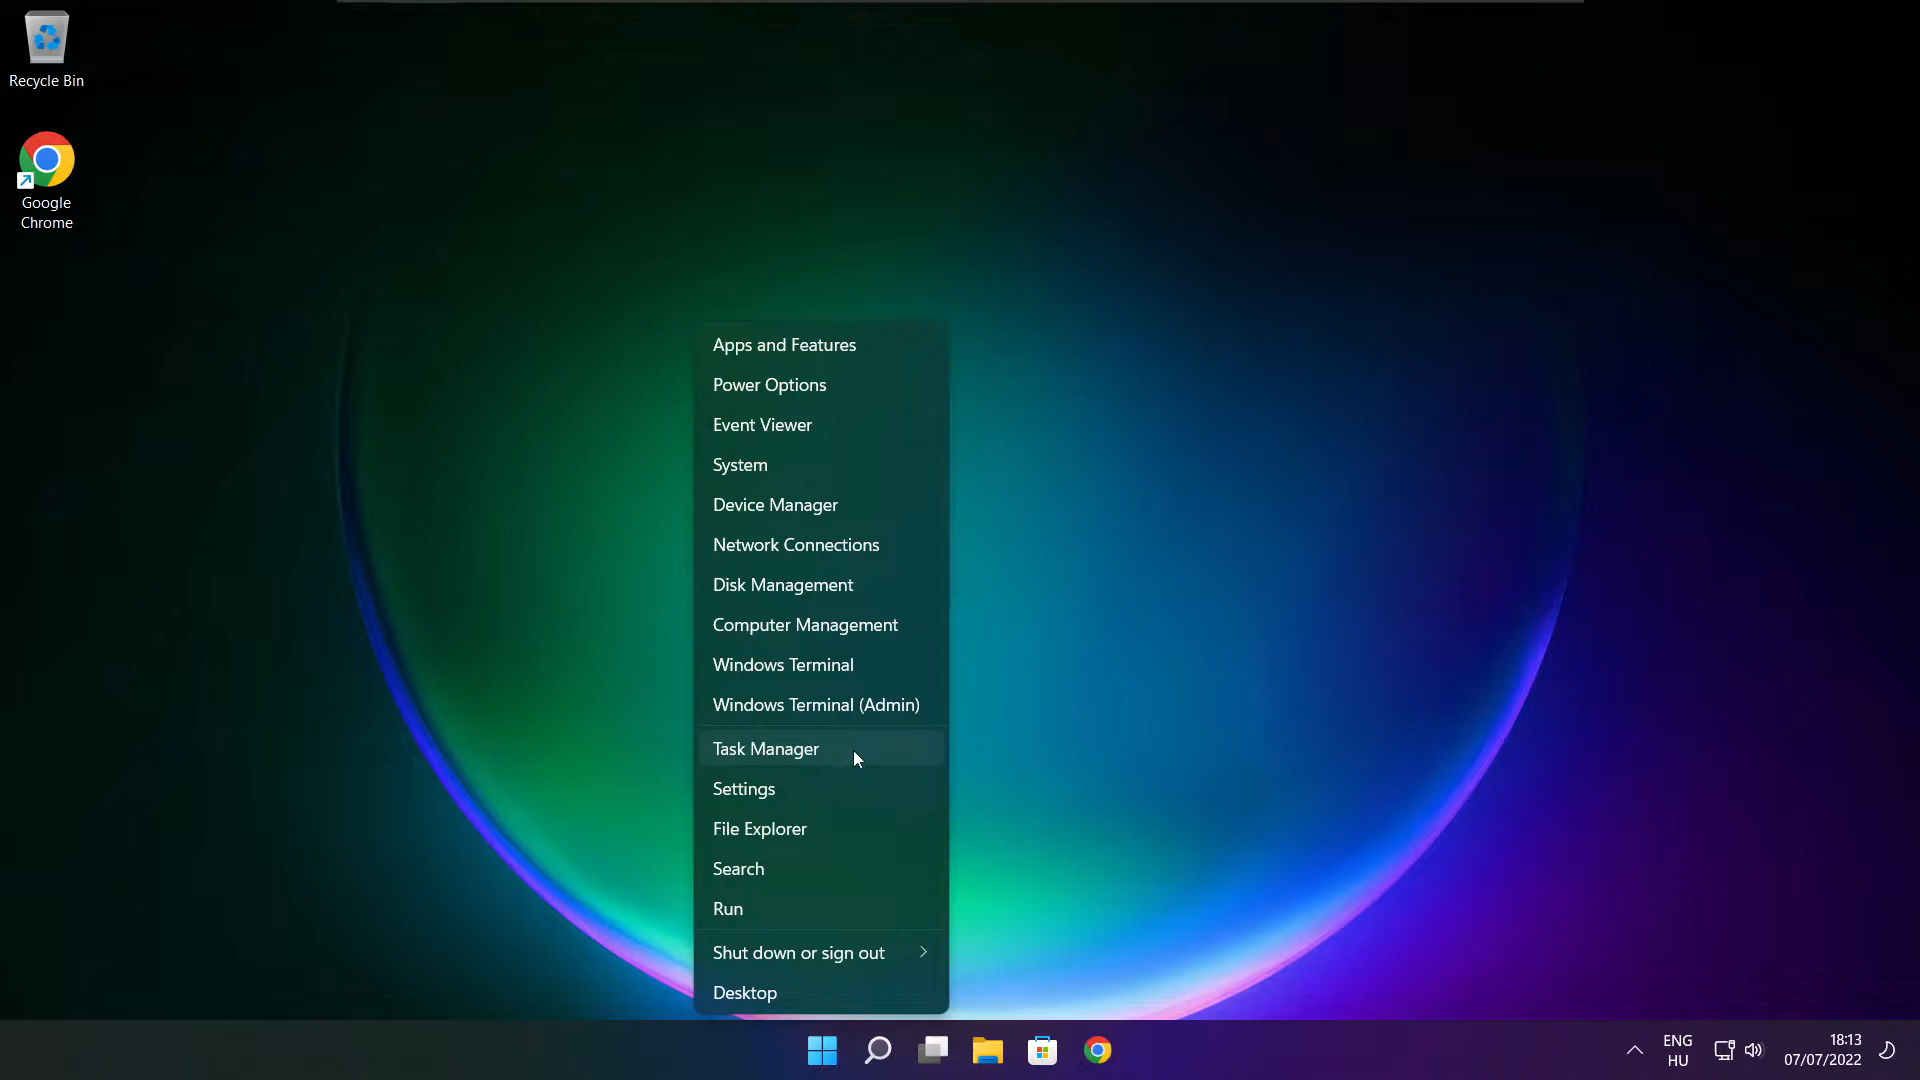 Recycle Bin
Google
Chrome
Apps and Features
Power Options
Event Viewer
System
Device Manager
Network Connections
Disk Management
Computer Management
Windows Terminal
Windows Terminal (Admin)
Task Manager
Settings
File Explorer
Search
Run
Shut down or sign out
Desktop
ENG
HU
18:13
07/07/2022